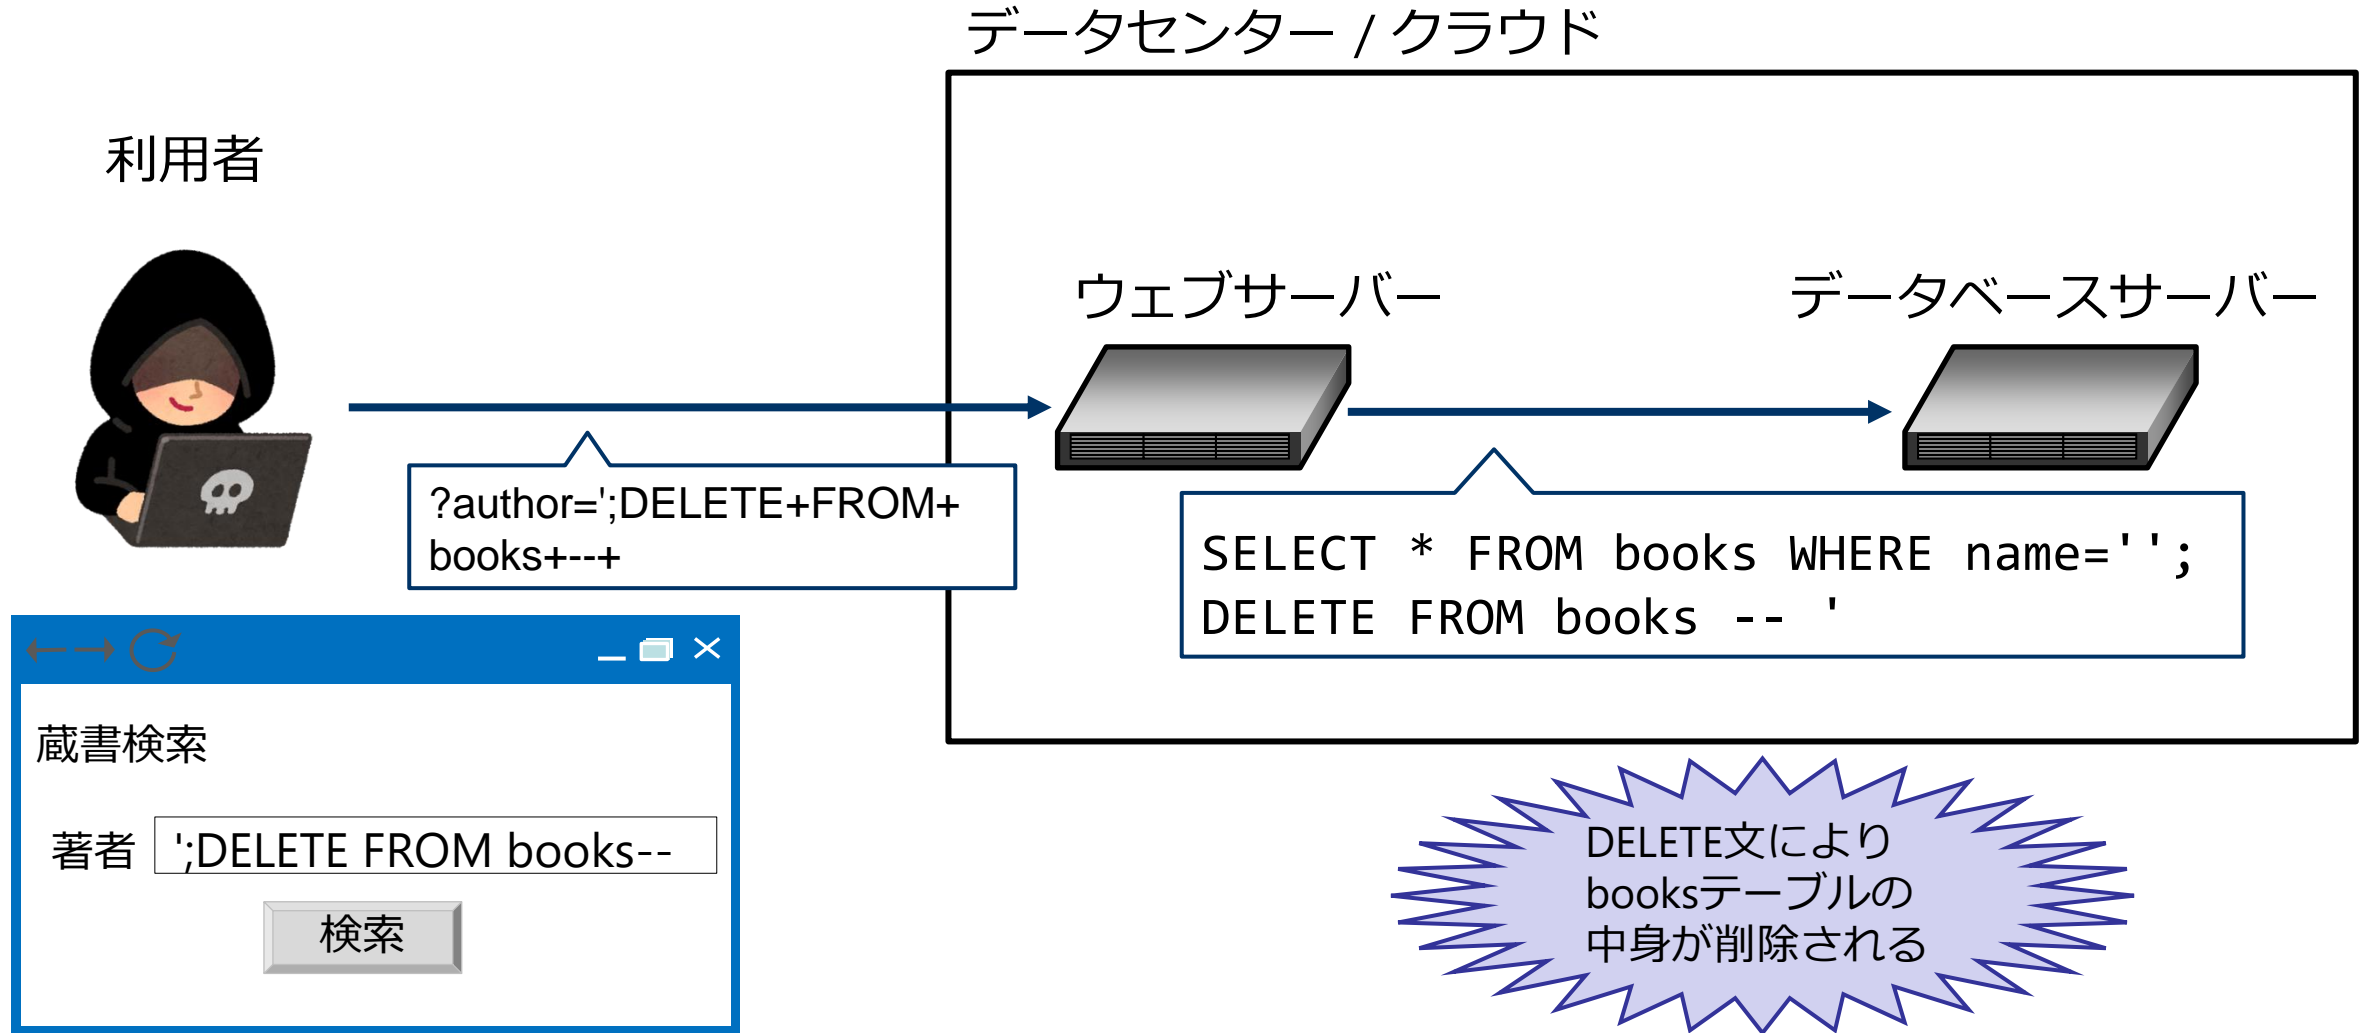 データセンター / クラウド
利用者
ウェブサーバー
データベースサーバー
?author=';DELETE+FROM+
books+--+
SELECT * FROM books WHERE name='';
DELETE FROM books -- '
蔵書検索
著者 ';DELETE FROM books--
検索
DELETE文により
booksテーブルの
中身が削除される